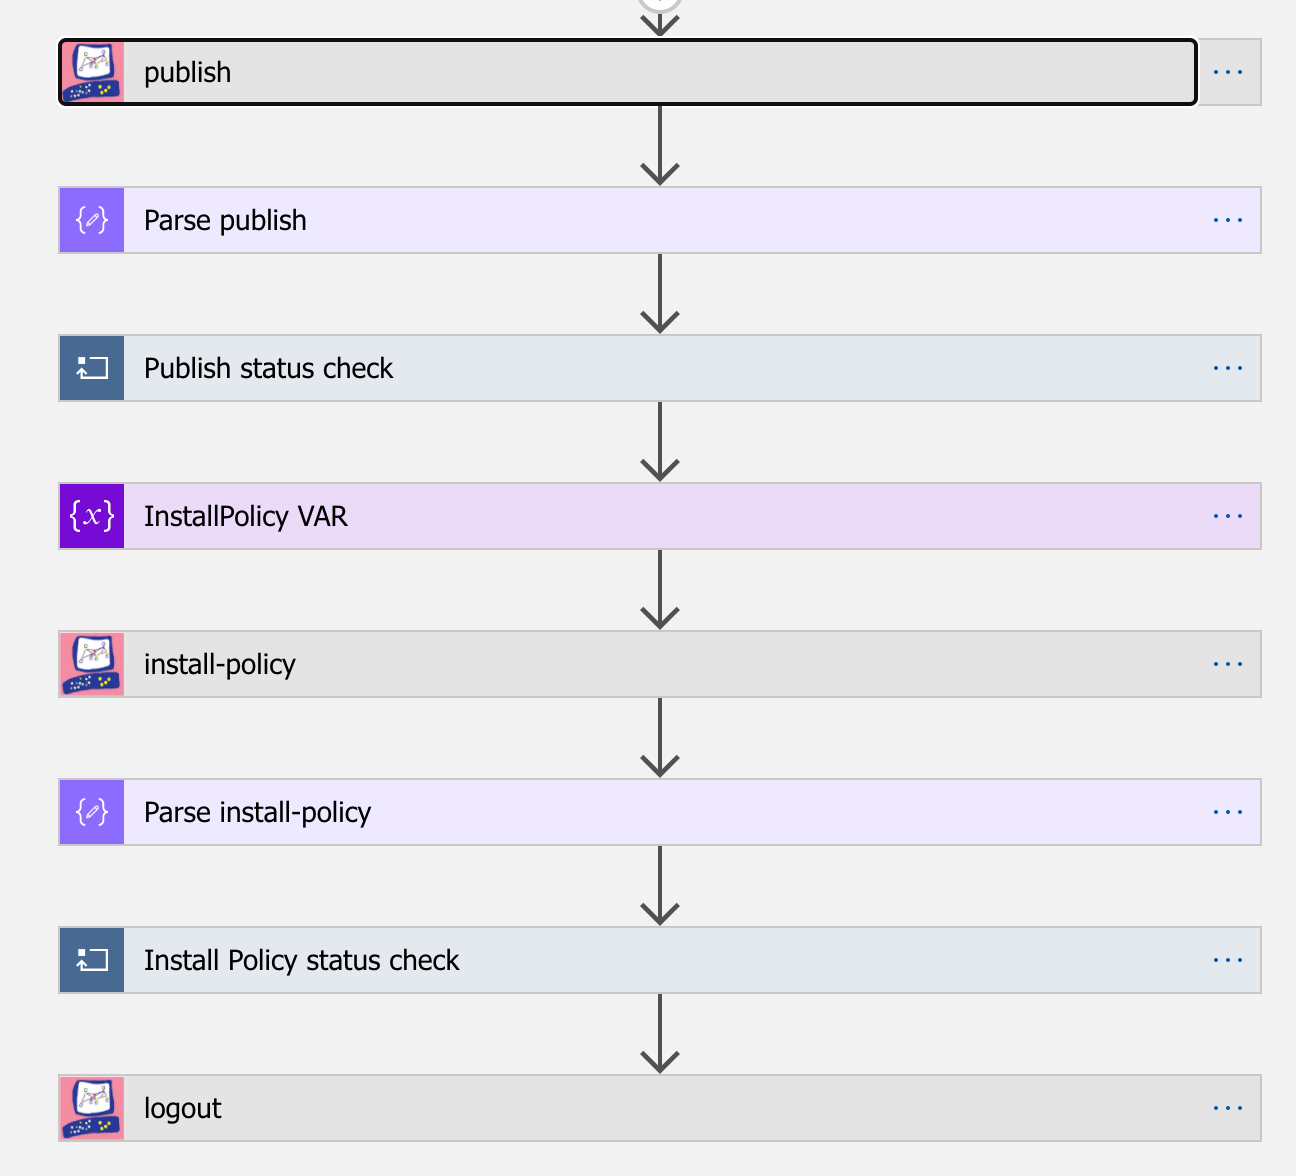 publish
Parse publish
Publish status check
{x} InstallPolicy VAR
install-policy
Parse install-policy
Install Policy status check
logout